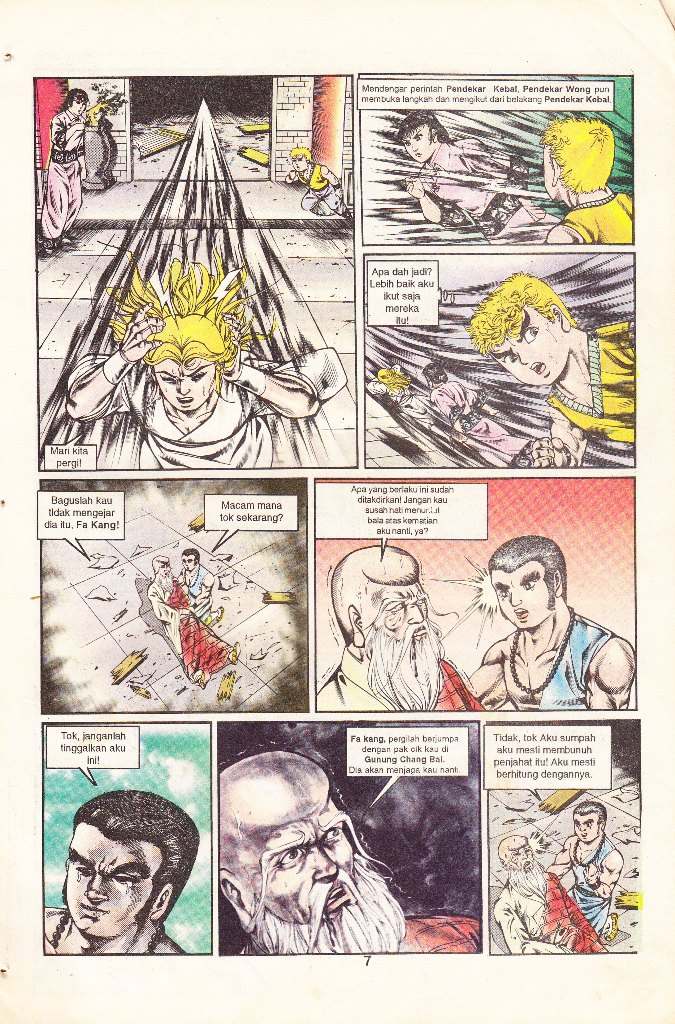 Mari kita
pergi!
Mendengar perintah Pendekar Kebal, Pendekar Wong pun
membuka langkah dan mengikut dari belakang Pendekar Kebal.
Apa dah jadi?
Lebih baik aku
ikut saja
mereka
itu!
Baguslah kau
tidak mengejar
dia itu, Fa Kang!
Macam mana
tok sekarang?
Apa yang berlaku ini sudah
ditakdirkan! Jangan kau
susah hati menurut
bala atas kematian
aku nanti, ya?
Tok, janganlah
tinggalkan aku
ini!
Fa kang, pergilah berjumpa
dengan pak cik kau di
Gunung Chang Bai.
Dia akan menjaga kau nanti.
Tidak, tok Aku sumpah
aku mesti membunuh
penjahat itu! Aku mesti
berhitung dengannya.
7